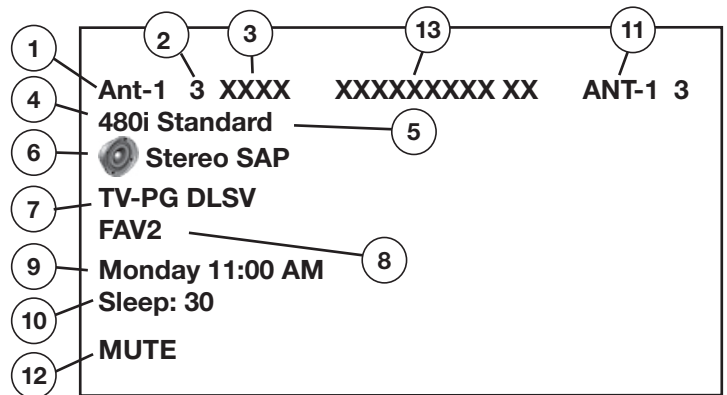 2 3 13 11
1
Ant-1 3 XXXX XXXXXXXXX XX ANT-1 3
4 480i Standard 5
6 Stereo SAP
7 TV-PG DLSV
FAV2 8
9 Monday 11:00 AM
10 Sleep: 30
12 MUTE